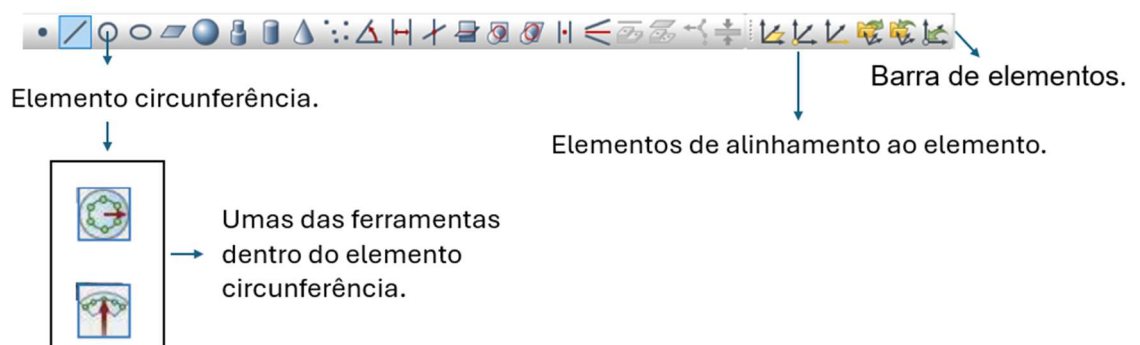 Barra de elementos.
Elemento circunferência.
Elementos de alinhamento ao elemento.
Umas das ferramentas
dentro do elemento
circunferência.